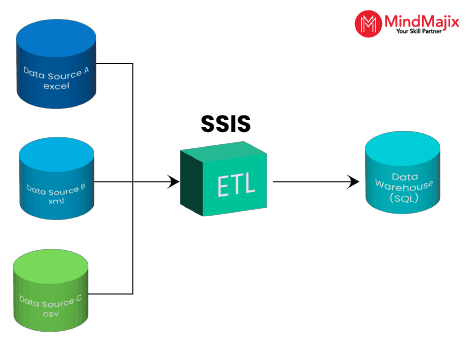 MindMajix
Your Skill Partner
Data Source A
excel
SSIS
Data Source B
xml
ETL
Data
Warehouse
(SQL)
Data Source C
csv